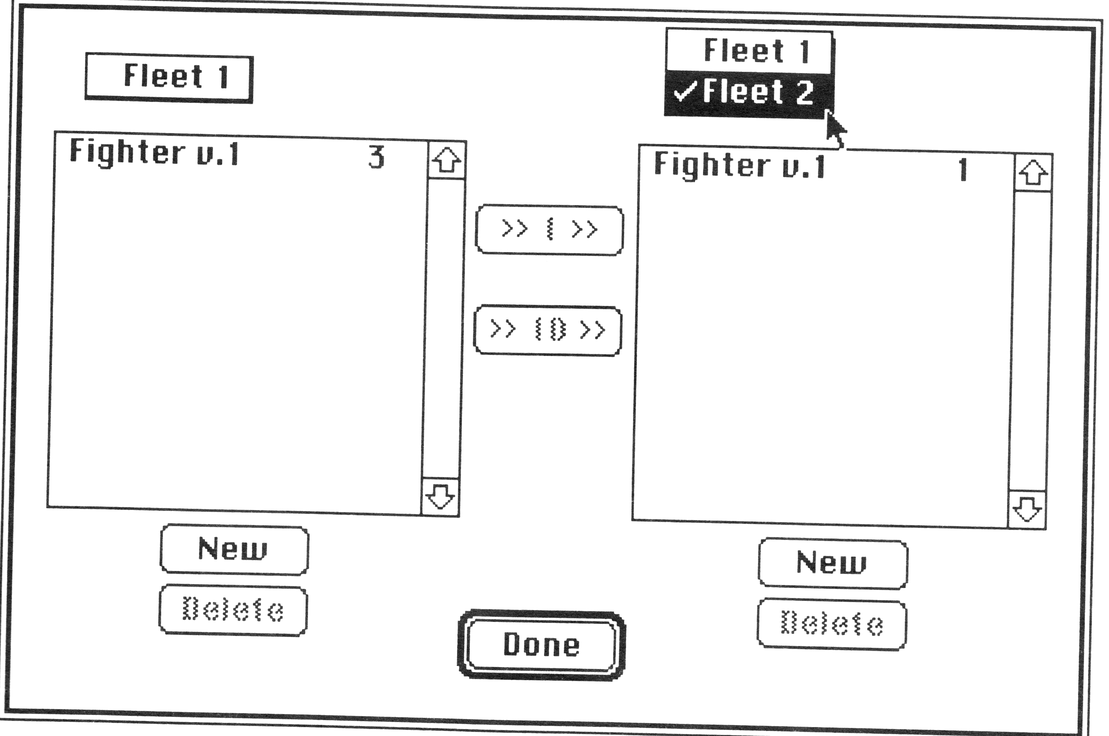 Fleet 1
Fleet 1
✓Fleet 2
Fighter v.1 3
Fighter v.1 1
>> 1 >>
>> 10 >>
New
Delete
New
Delete
Done